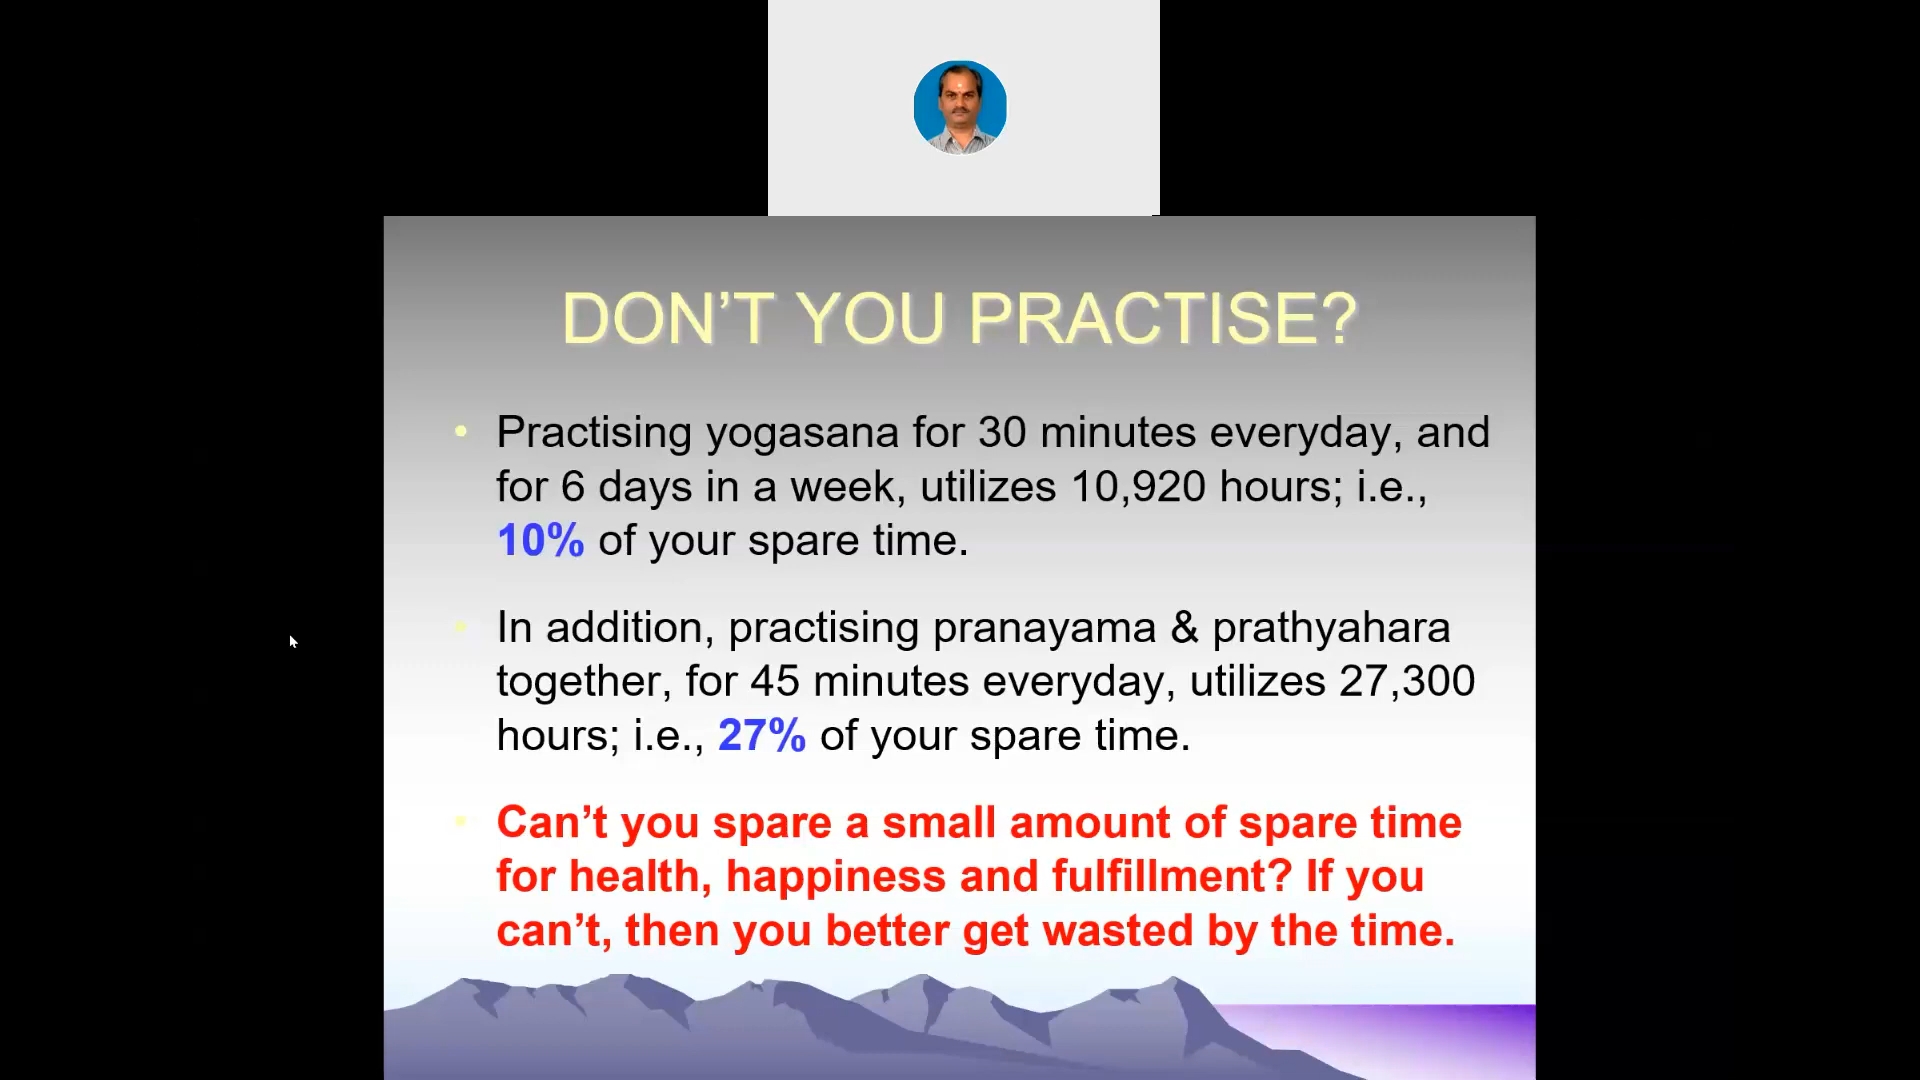 DON’T YOU PRACTISE?
• Practising yogasana for 30 minutes everyday, and
for 6 days in a week, utilizes 10,920 hours; i.e.,
10% of your spare time.
• In addition, practising pranayama & prathyahara
together, for 45 minutes everyday, utilizes 27,300
hours; i.e., 27% of your spare time.
• Can’t you spare a small amount of spare time
for health, happiness and fulfillment? If you
can’t, then you better get wasted by the time.